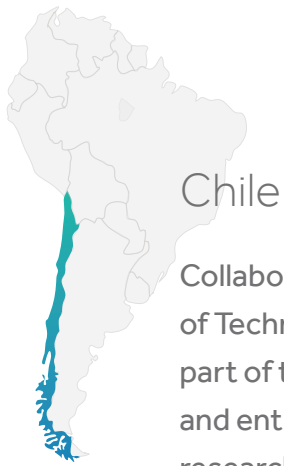 Chile
Collabo
of Techn
part of t
and ent